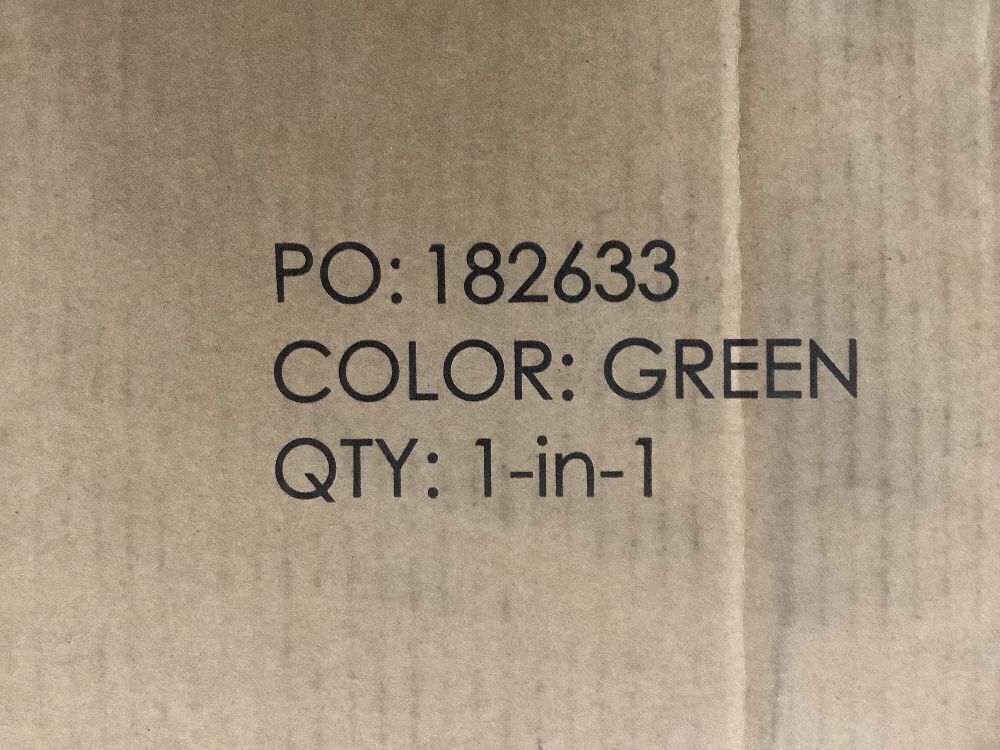 PO: 182633
COLOR: GREEN
QTY: 1-in-1